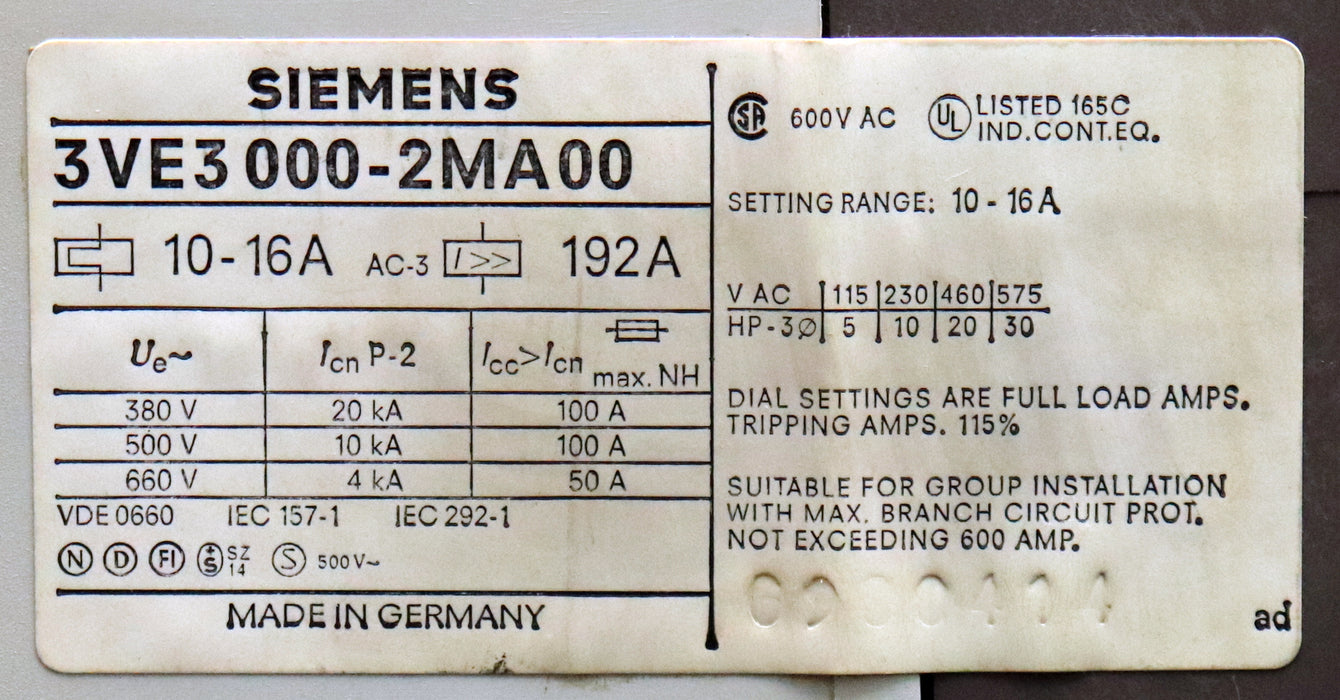 SIEMENS
3VE3 000-2MA00
10-16A AC-3 I>> 192A
Ue~ Icn P-2 Icc>Icn max. NH
380 V 20 kA 100 A
500 V 10 kA 100 A
660 V 4 kA 50 A
VDE 0660 IEC 157-1 IEC 292-1
N D FI +S SZ 14 S 500V~
MADE IN GERMANY
SA 600V AC UL LISTED 165C
IND.CONT.EQ.
SETTING RANGE: 10 - 16 A
V AC 115 230 460 575
HP-3Ø 5 10 20 30
DIAL SETTINGS ARE FULL LOAD AMPS.
TRIPPING AMPS. 115%
SUITABLE FOR GROUP INSTALLATION
WITH MAX. BRANCH CIRCUIT PROT.
NOT EXCEEDING 600 AMP.
ad